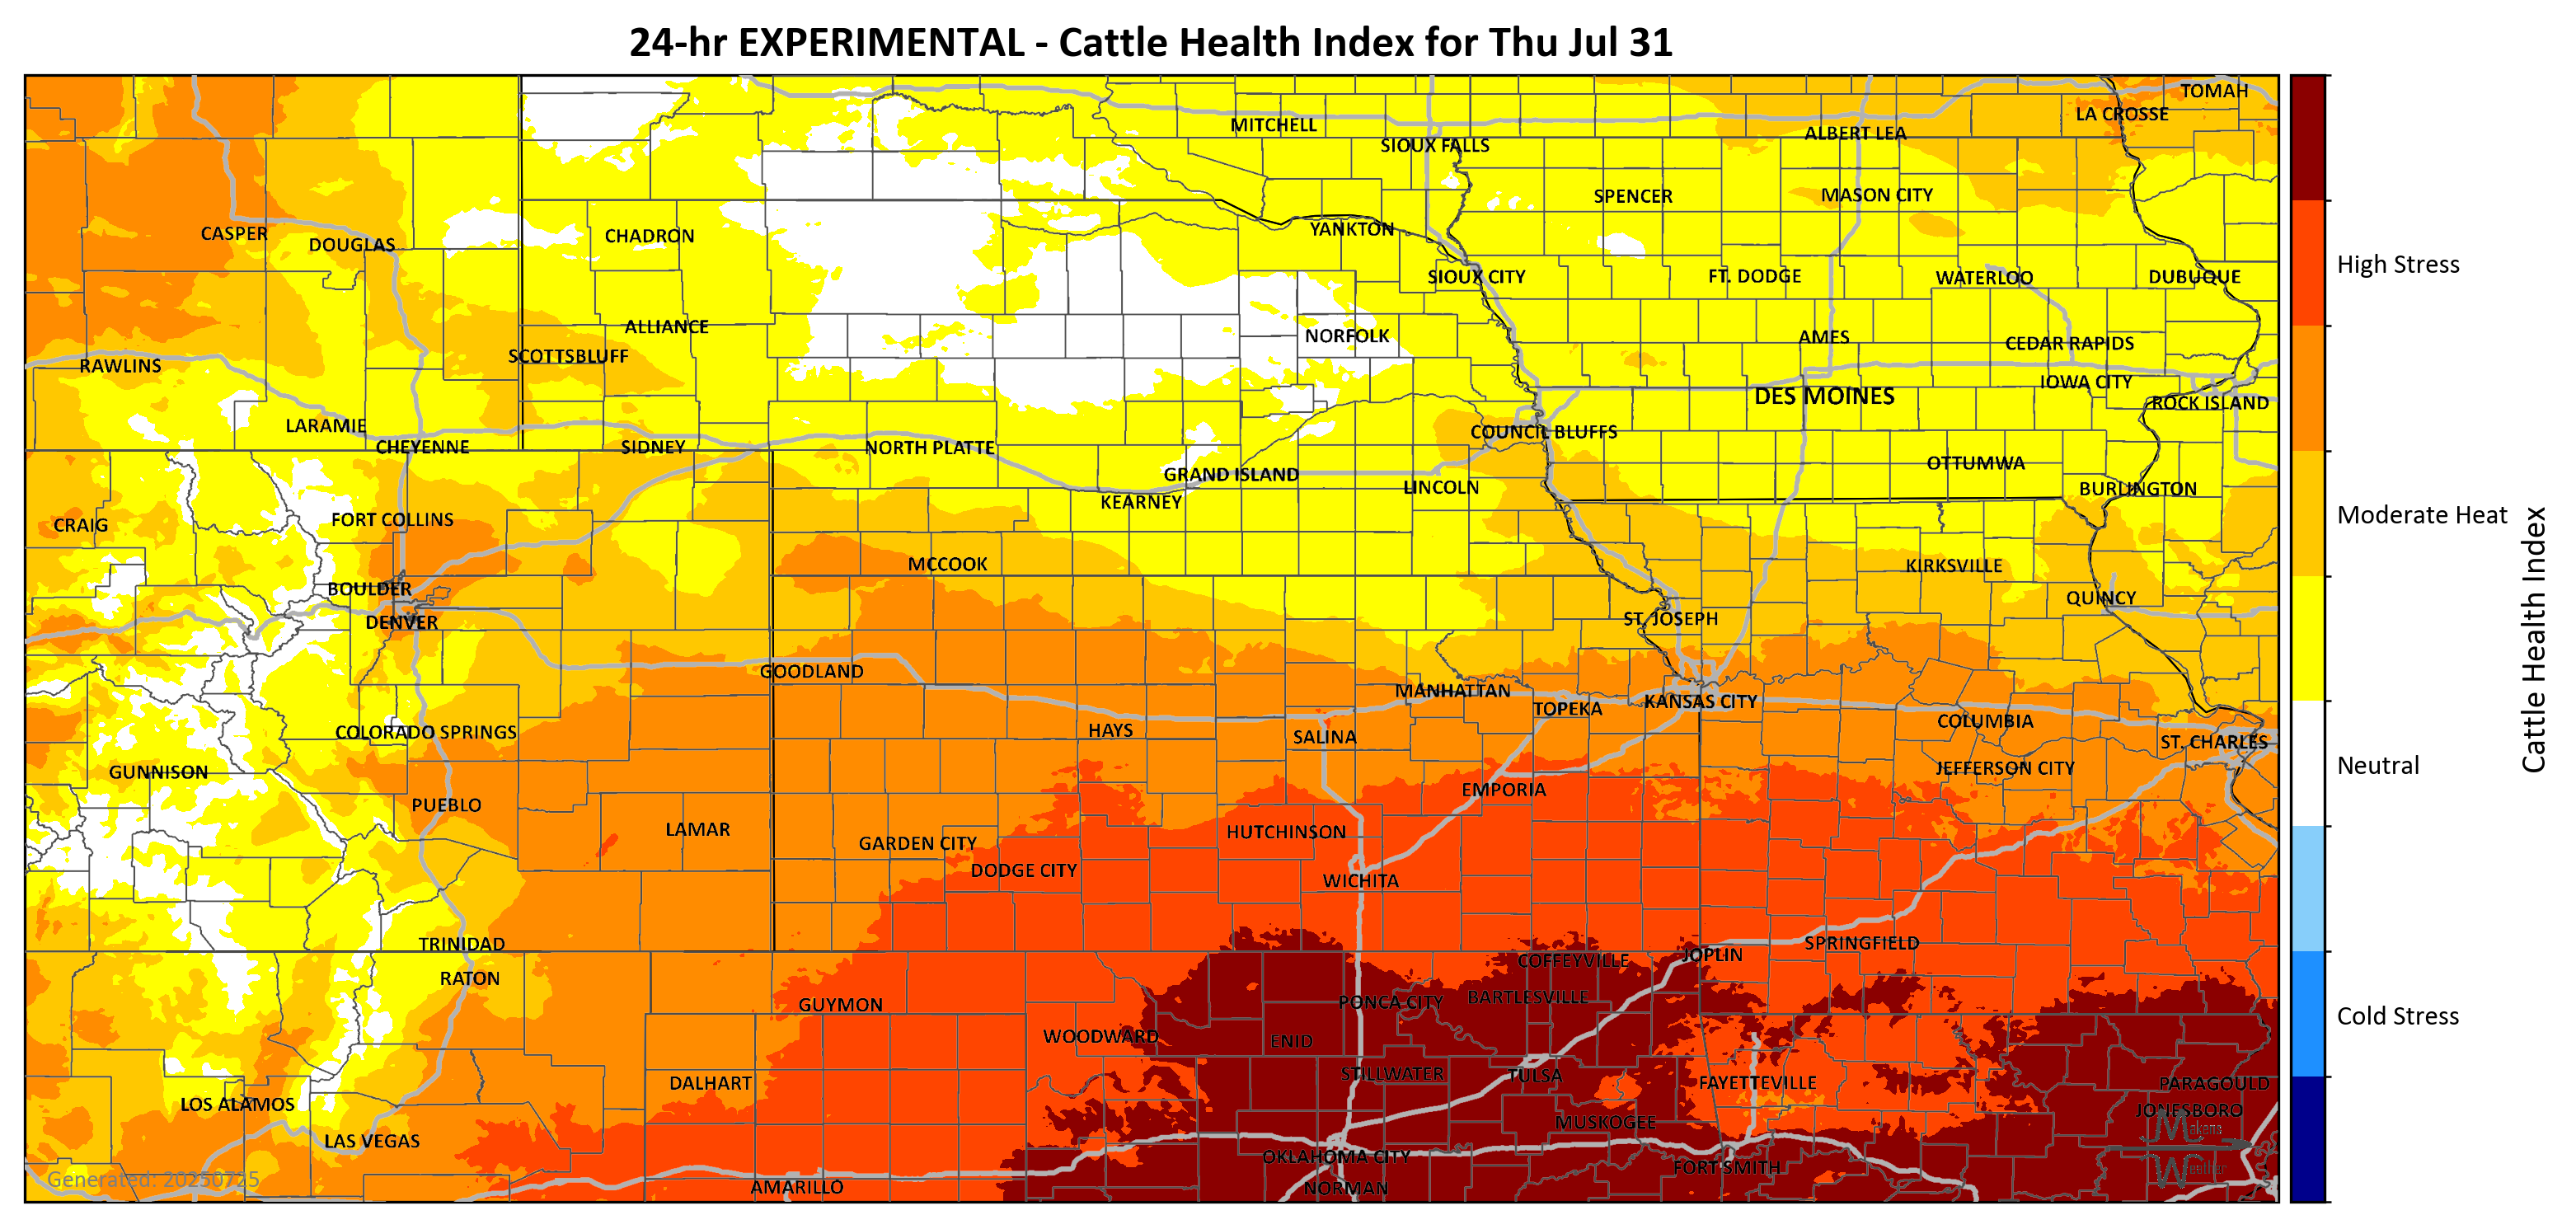 24-hr EXPERIMENTAL - Cattle Health Index for Thu Jul 31
TOMAH
LA CROSSE
MITCHELL
ALBERT LEA
SIOUX FALLS
SPENCER
MASON CITY
CASPER
DOUGLAS
CHADRON
YANKTON
SIOUX CITY
FT. DODGE
WATERLOO
DUBUQUE
ALLIANCE
NORFOLK
AMES
CEDAR RAPIDS
SCOTTSBLUFF
RAWLINS
IOWA CITY
DES MOINES
ROCK ISLAND
LARAMIE
COUNCIL BLUFFS
CHEYENNE
SIDNEY
NORTH PLATTE
OTTUMWA
GRAND ISLAND
LINCOLN
BURLINGTON
KEARNEY
CRAIG
FORT COLLINS
MCCOOK
KIRKSVILLE
BOULDER
QUINCY
DENVER
ST. JOSEPH
GOODLAND
MANHATTAN
KANSAS CITY
TOPEKA
COLUMBIA
COLORADO SPRINGS
HAYS
SALINA
ST. CHARLES
GUNNISON
JEFFERSON CITY
EMPORIA
PUEBLO
LAMAR
HUTCHINSON
GARDEN CITY
DODGE CITY
WICHITA
TRINIDAD
SPRINGFIELD
JOPLIN
COFFEYVILLE
RATON
BARTLESVILLE
PONCA CITY
GUYMON
WOODWARD
ENID
STILLWATER
TULSA
DALHART
FAYETTEVILLE
PARAGOULD
LOS ALAMOS
JONESBORO
MUSKOGEE
Makens
Weather
LAS VEGAS
OKLAHOMA CITY
FORT SMITH
Generated: 20250725
AMARILLO
NORMAN
High Stress
Moderate Heat
Neutral
Cold Stress
Cattle Health Index